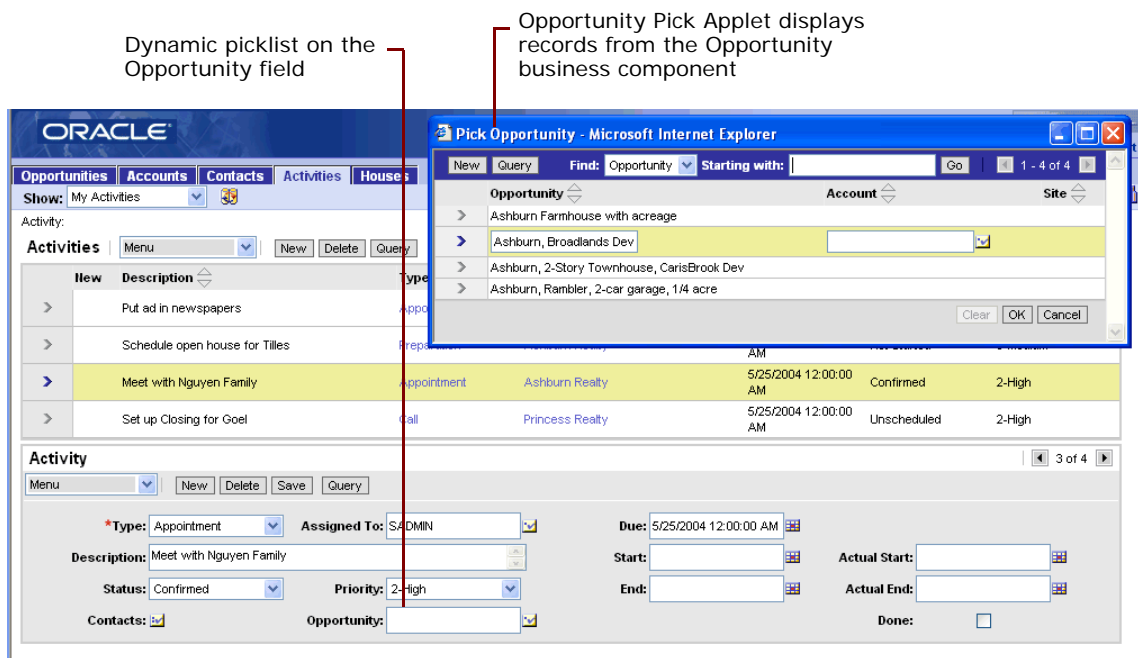 Dynamic picklist on the
Opportunity field
Opportunity Pick Applet displays
records from the Opportunity
business component
ORACLE
Pick Opportunity - Microsoft Internet Explorer
New Query Find: Opportunity Starting with: Go 1 - 4 of 4
Opportunity Account Site
Ashburn Farmhouse with acreage
Ashburn, Broadlands Dev
Ashburn, 2-Story Townhouse, CarisBrook Dev
Ashburn, Rambler, 2-car garage, 1/4 acre
Clear OK Cancel
Opportunities Accounts Contacts Activities Houses
Show: My Activities
Activity:
Activities Menu New Delete Query
New Description Type
Put ad in newspapers
Schedule open house for Tilles AM
Meet with Nguyen Family Appointment Ashburn Realty 5/25/2004 12:00:00 AM Confirmed 2-High
Set up Closing for Goel Call Princess Realty 5/25/2004 12:00:00 AM Unscheduled 2-High
Activity 3 of 4
Menu New Delete Save Query
*Type: Appointment Assigned To: SADMIN Due: 5/25/2004 12:00:00 AM
Description: Meet with Nguyen Family Start: Actual Start:
Status: Confirmed Priority: 2-High End: Actual End:
Contacts: Opportunity: Done: